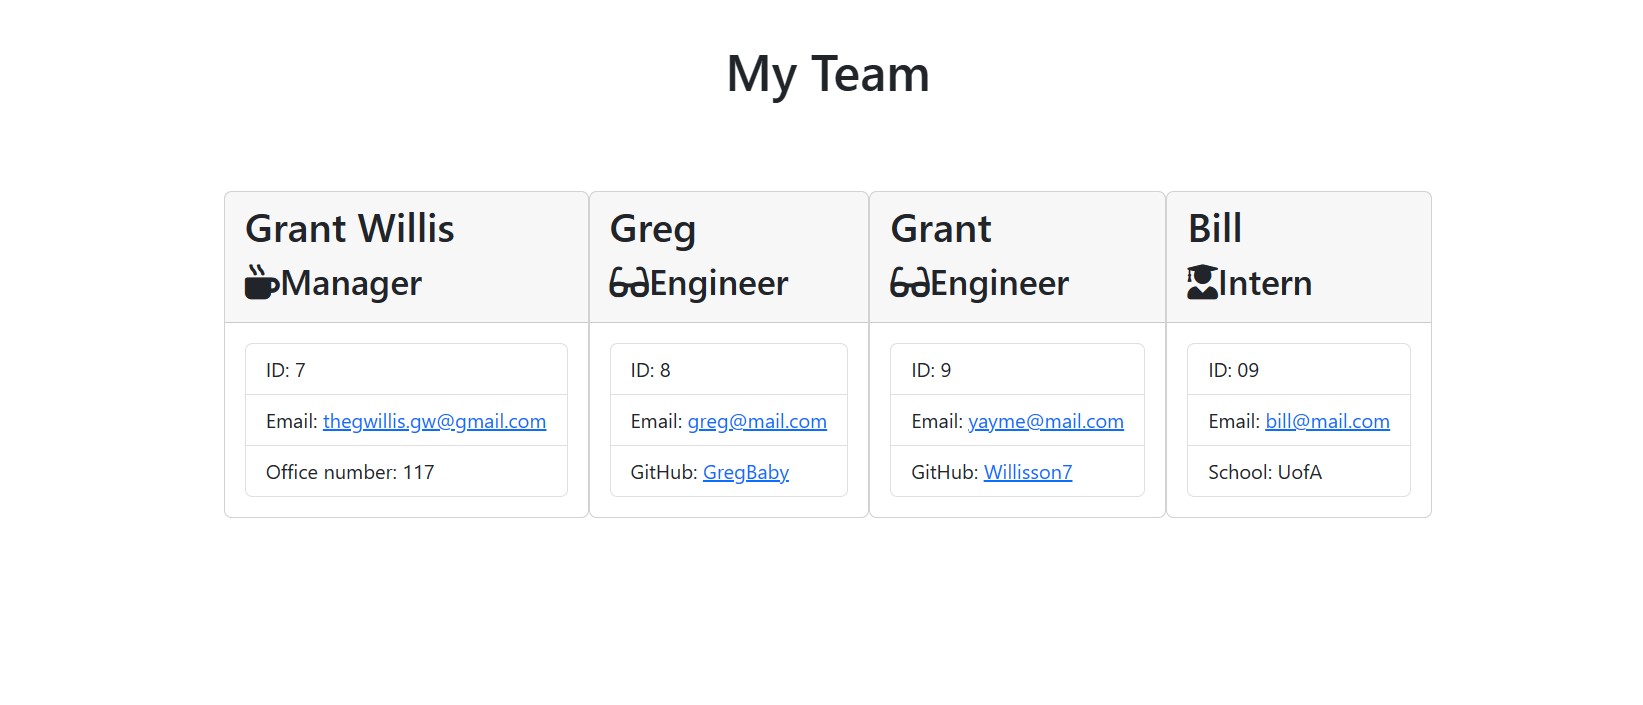 My Team
Grant Willis
Manager
ID: 7
Email: thegwillis.gw@gmail.com
Office number: 117
Greg
Engineer
ID: 8
Email: greg@mail.com
GitHub: GregBaby
Grant
Engineer
ID: 9
Email: yayme@mail.com
GitHub: Willisson7
Bill
Intern
ID: 09
Email: bill@mail.com
School: UofA